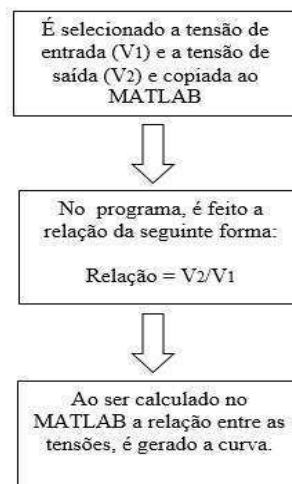 É selecionado a tensão de
entrada (V1) e a tensão de
saída (V2) e copiada ao
MATLAB
No programa, é feito a
relação da seguinte forma:
Relação = V2/V1
Ao ser calculado no
MATLAB a relação entre as
tensões, é gerado a curva.